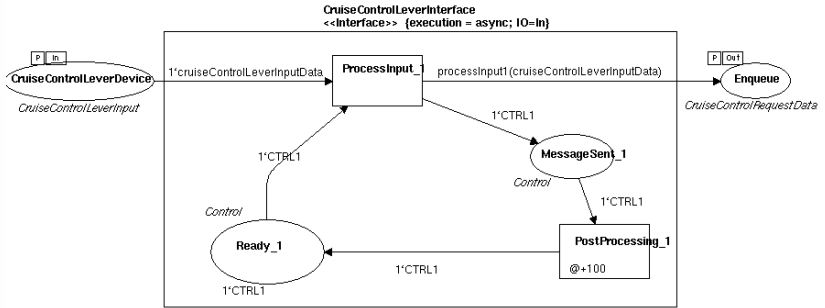 CruiseControlLeverInterface
<<Interface>> {execution = async; IO=In}
P In
CruiseControlLeverDevice
CruiseControlLeverInput
1`cruiseControlLeverInputData
ProcessInput_1
processInput1(cruiseControlLeverInputData)
P Out
Enqueue
CruiseControlRequestData
1`CTRL1
MessageSent_1
Control
1`CTRL1
1`CTRL1
Control
Ready_1
1`CTRL1
1`CTRL1
PostProcessing_1
@+100